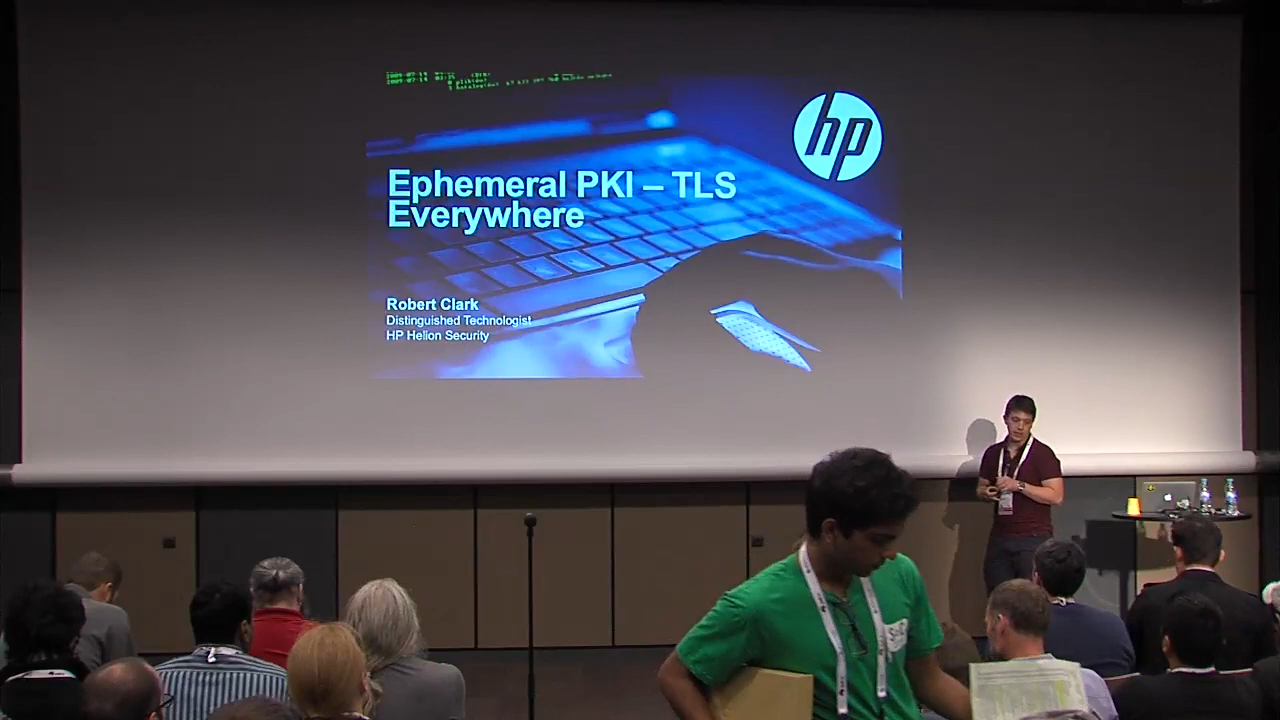 hp
Ephemeral PKI – TLS
Everywhere
Robert Clark
Distinguished Technologist
HP Helion Security